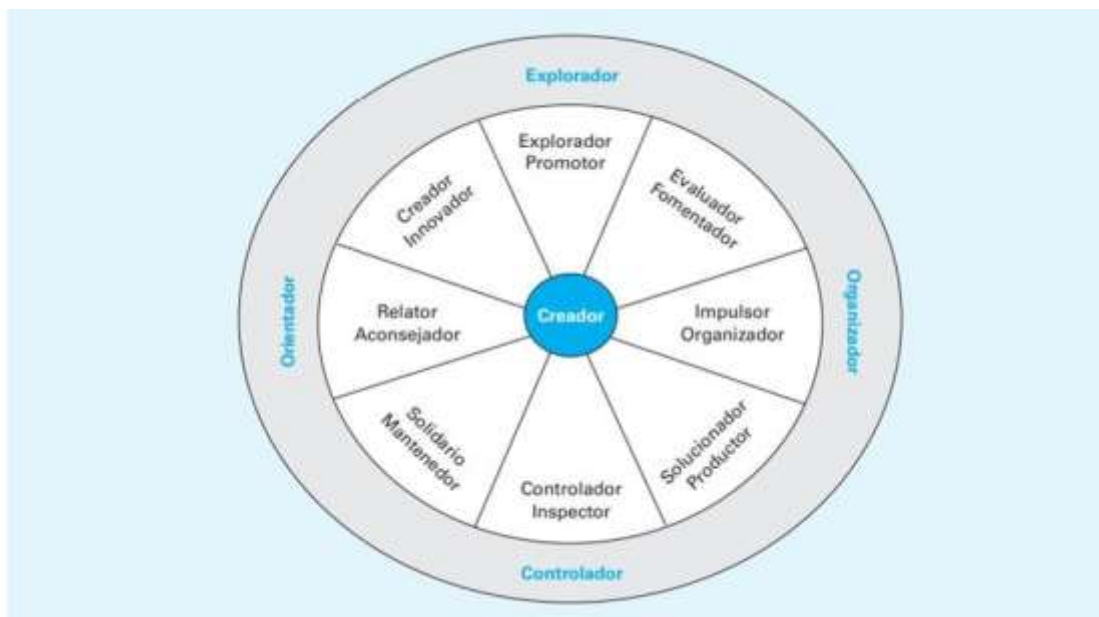 Explorador
Explorador
Promotor
Creador
Innovador
Evaluador
Fomentador
Orientador
Relator
Aconsejador
Creador
Impulsor
Organizador
Organizador
Solidario
Mantenedor
Solucionador
Productor
Controlador
Inspector
Controlador